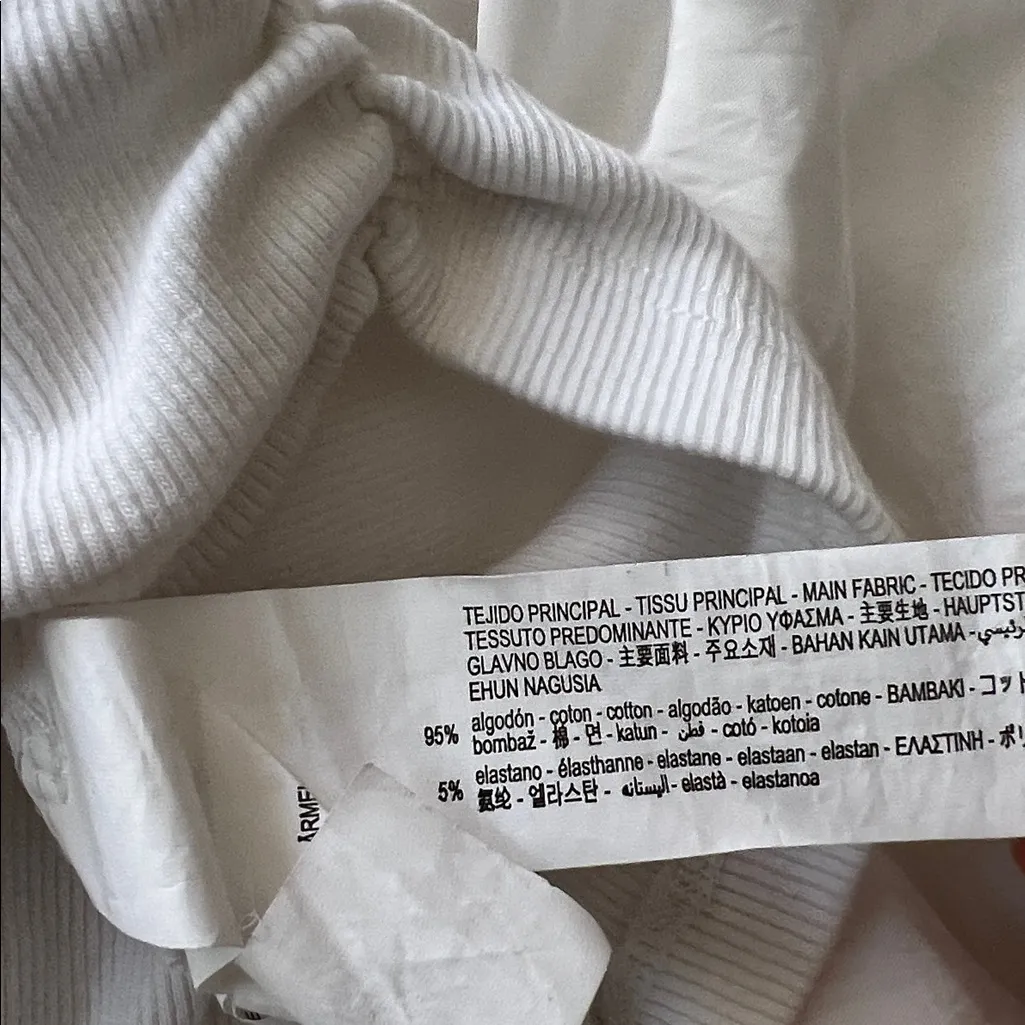 TEJIDO PRINCIPAL - TISSU PRINCIPAL - MAIN FABRIC - TECIDO PR
TESSUTO PREDOMINANTE - ΚΥΡΙΟ ΥΦΑΣΜΑ - 主要生地 - HAUPTST
GLAVNO BLAGO - 主要面料 - 주요소재 - BAHAN KAIN UTAMA -
EHUN NAGUSIA
95% algodón - coton - cotton - algodão - katoen - cotone - BAMBAKI - コット
bombaž - 棉 - 면 - katun - قطن - cotó - kotoia
5% elastano - élasthanne - elastane - elastaan - elastan - ΕΛΑΣΤΙΝΗ - ポリ
氨纶 - 엘라스탄 - اليستانه - elastà - elastanoa